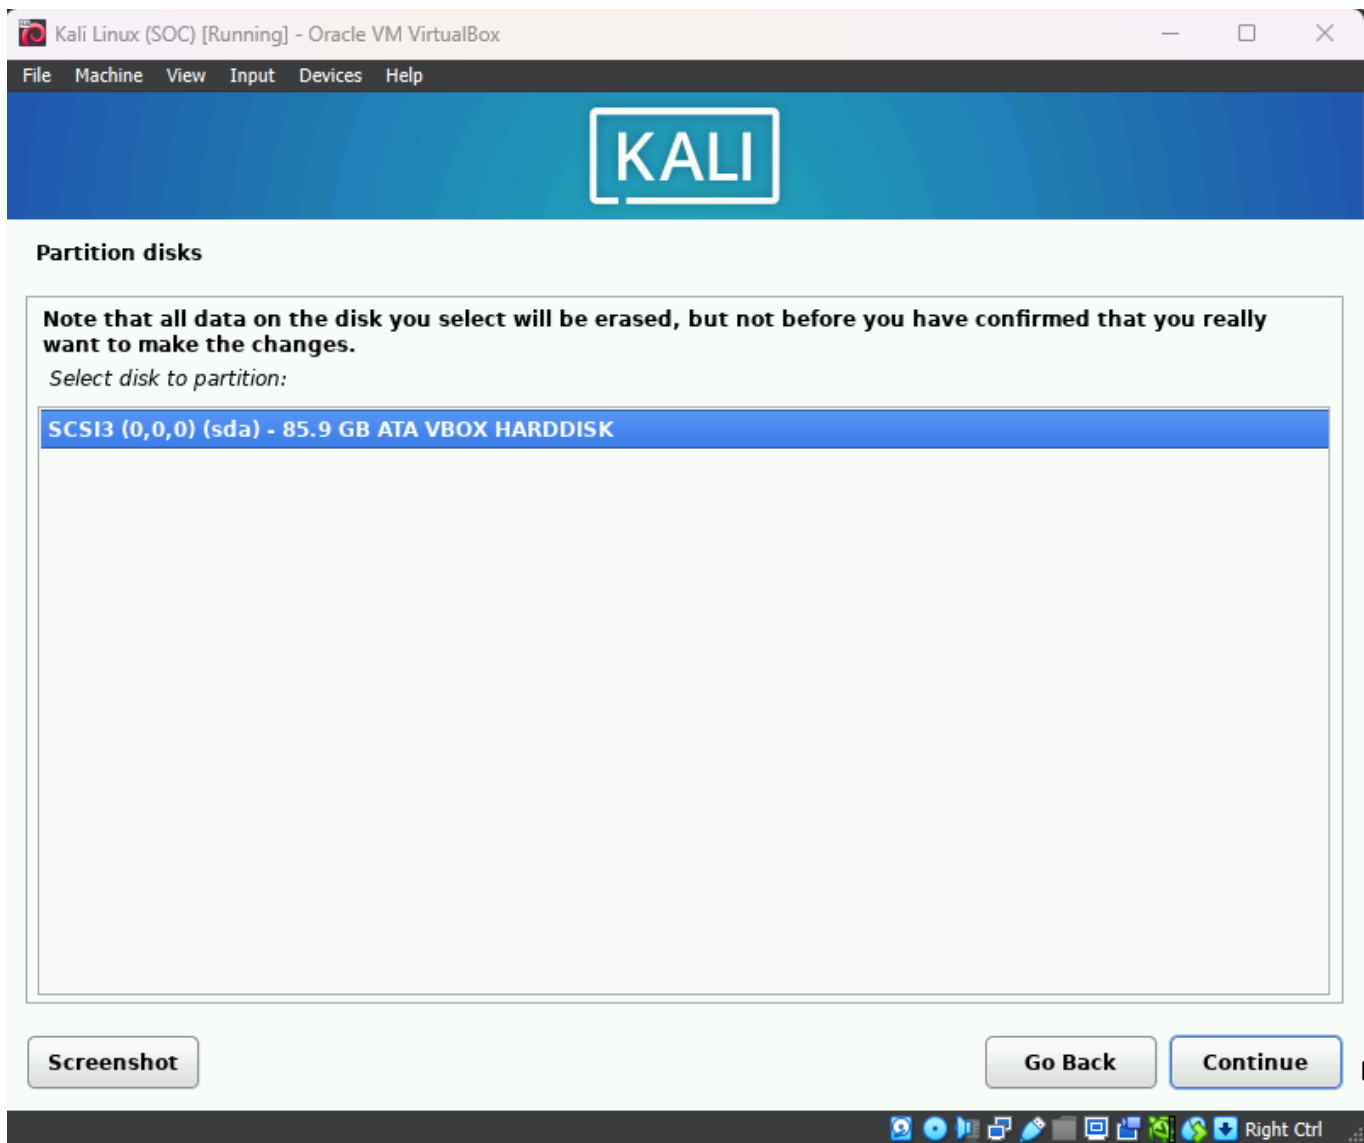 Kali Linux (SOC) [Running] - Oracle VM VirtualBox
File Machine View Input Devices Help
KALI
Partition disks
Note that all data on the disk you select will be erased, but not before you have confirmed that you really
want to make the changes.
Select disk to partition:
SCSI3 (0,0,0) (sda) - 85.9 GB ATA VBOX HARDDISK
Screenshot Go Back Continue
Right Ctrl